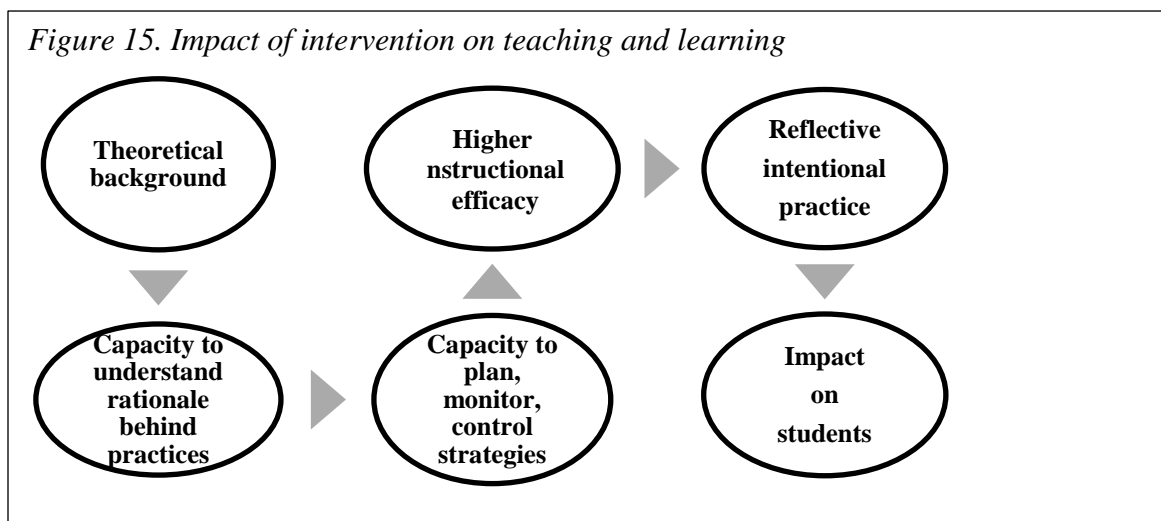 Figure 15. Impact of intervention on teaching and learning
Theoretical
background
Capacity to
understand
rationale
behind
practices
Capacity to
plan,
monitor,
control
strategies
Higher
nstructional
efficacy
Reflective
intentional
practice
Impact
on
students